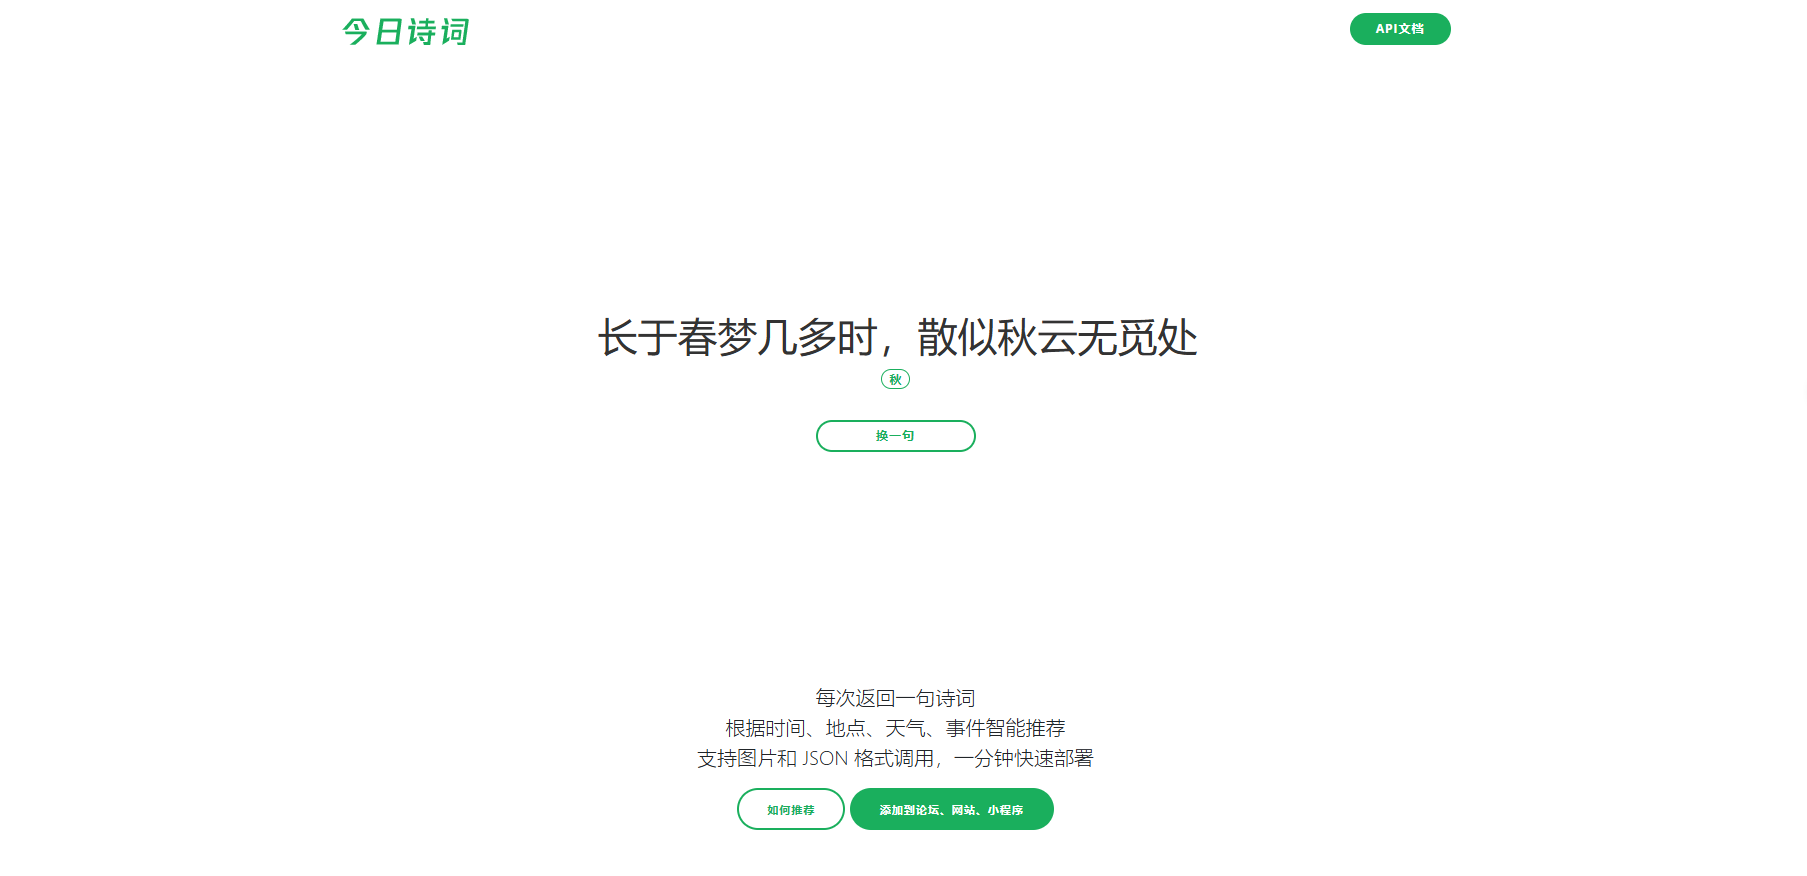 今日诗词
API文档
长于春梦几多时，散似秋云无觅处
秋
换一句
每次返回一句诗词
根据时间、地点、天气、事件智能推荐
支持图片和 JSON 格式调用，一分钟快速部署
如何推荐
添加到论坛、网站、小程序